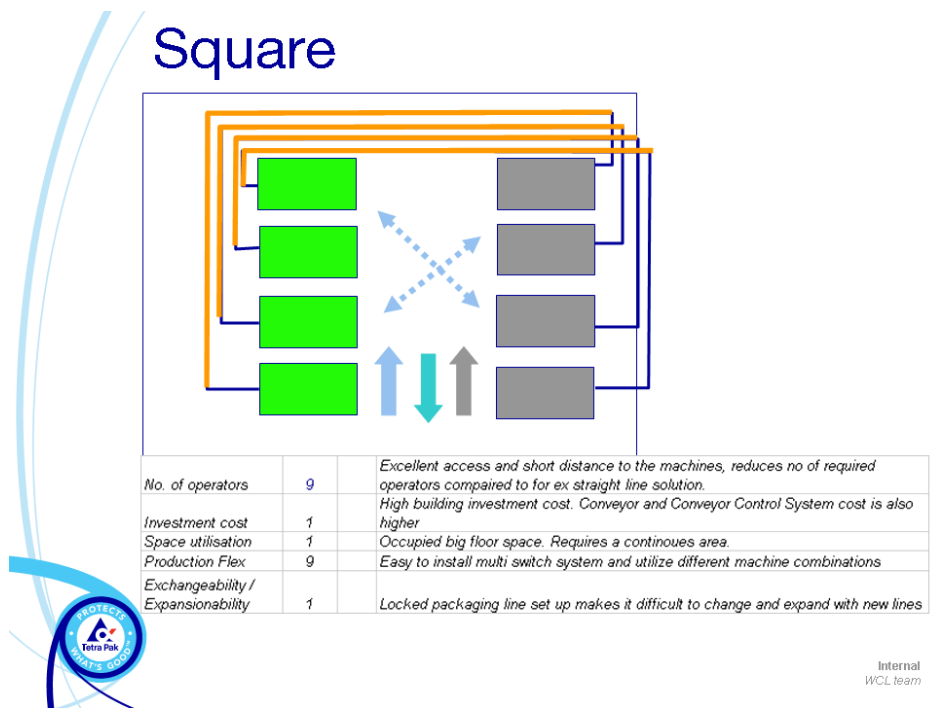 Square
No. of operators 9 Excellent access and short distance to the machines, reduces no of required
operators compaired to for ex straight line solution.
Investment cost 1 High building investment cost. Conveyor and Conveyor Control System cost is also
higher
Space utilisation 1 Occupied big floor space. Requires a continoues area.
Production Flex 9 Easy to install multi switch system and utilize different machine combinations
Exchangeability /
Expansionability 1 Locked packaging line set up makes it difficult to change and expand with new lines
PROTECTS
Tetra Pak
WHAT'S GOOD™
Internal
WCL team